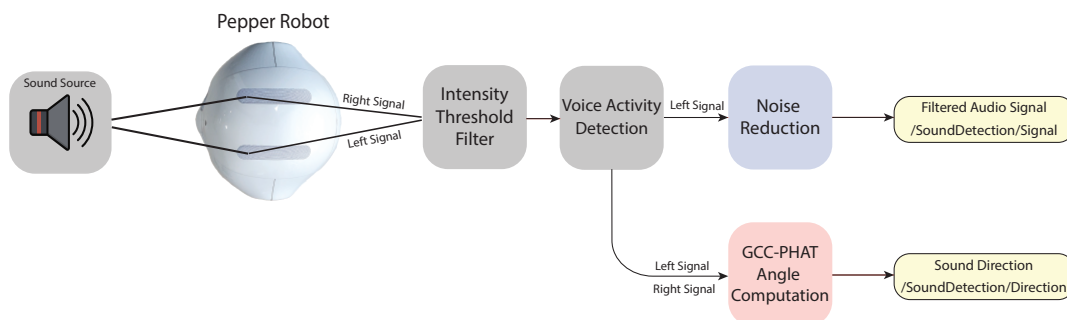 Pepper Robot
Sound Source
Right Signal
Left Signal
Intensity
Threshold
Filter
Voice Activity
Detection
Left Signal
Noise
Reduction
Filtered Audio Signal
/SoundDetection/Signal
Left Signal
Right Signal
GCC-PHAT
Angle
Computation
Sound Direction
/SoundDetection/Direction